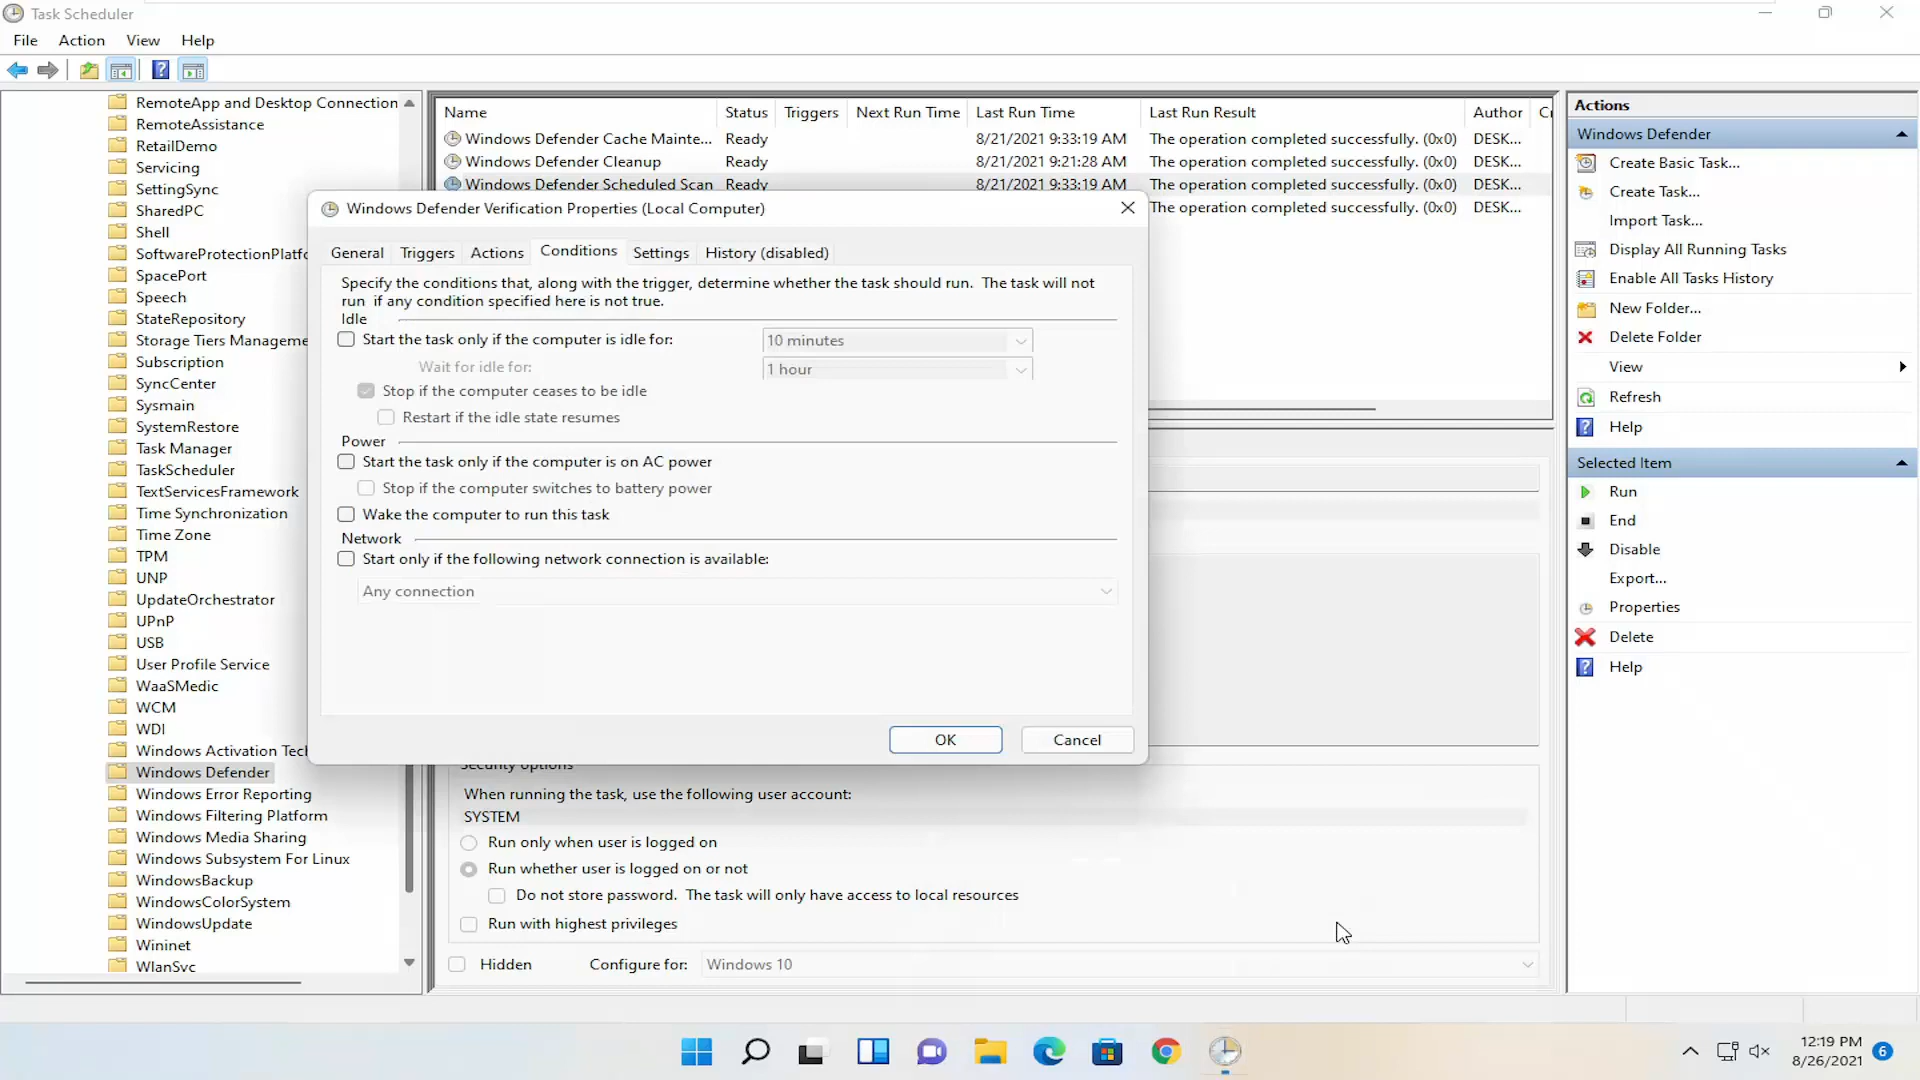 Task Scheduler
File Action View Help
RemoteApp and Desktop Connection
RemoteAssistance
RetailDemo
Servicing
SettingSync
SharedPC
Shell
SoftwareProtectionPlatfo
SpacePort
Speech
StateRepository
Storage Tiers Manageme
Subscription
SyncCenter
Sysmain
SystemRestore
Task Manager
TaskScheduler
TextServicesFramework
Time Synchronization
Time Zone
TPM
UNP
UpdateOrchestrator
UPnP
USB
User Profile Service
WaaSMedic
WCM
WDI
Windows Activation Tech
Windows Defender
Windows Error Reporting
Windows Filtering Platform
Windows Media Sharing
Windows Subsystem For Linux
WindowsBackup
WindowsColorSystem
WindowsUpdate
Wininet
WlanSvc
Name Status Triggers Next Run Time Last Run Time Last Run Result Author
Windows Defender Cache Mainte... Ready 8/21/2021 9:33:19 AM The operation completed successfully. (0x0) DESK...
Windows Defender Cleanup Ready 8/21/2021 9:21:28 AM The operation completed successfully. (0x0) DESK...
Windows Defender Scheduled Scan Ready 8/21/2021 9:33:19 AM The operation completed successfully. (0x0) DESK...
The operation completed successfully. (0x0) DESK...
Windows Defender Verification Properties (Local Computer)
General Triggers Actions Conditions Settings History (disabled)
Specify the conditions that, along with the trigger, determine whether the task should run. The task will not
run if any condition specified here is not true.
Idle
Start the task only if the computer is idle for: 10 minutes
Wait for idle for: 1 hour
Stop if the computer ceases to be idle
Restart if the idle state resumes
Power
Start the task only if the computer is on AC power
Stop if the computer switches to battery power
Wake the computer to run this task
Network
Start only if the following network connection is available:
Any connection
OK Cancel
Security options
When running the task, use the following user account:
SYSTEM
Run only when user is logged on
Run whether user is logged on or not
Do not store password. The task will only have access to local resources
Run with highest privileges
Hidden Configure for: Windows 10
Actions
Windows Defender
Create Basic Task...
Create Task...
Import Task...
Display All Running Tasks
Enable All Tasks History
New Folder...
Delete Folder
View
Refresh
Help
Selected Item
Run
End
Disable
Export...
Properties
Delete
Help
12:19 PM
8/26/2021
6